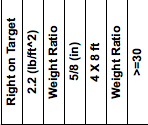 Right on Target
2.2 (lb/ft^2)
Weight Ratio
5/8 (in)
4 X 8 ft
Weight Ratio
>=30